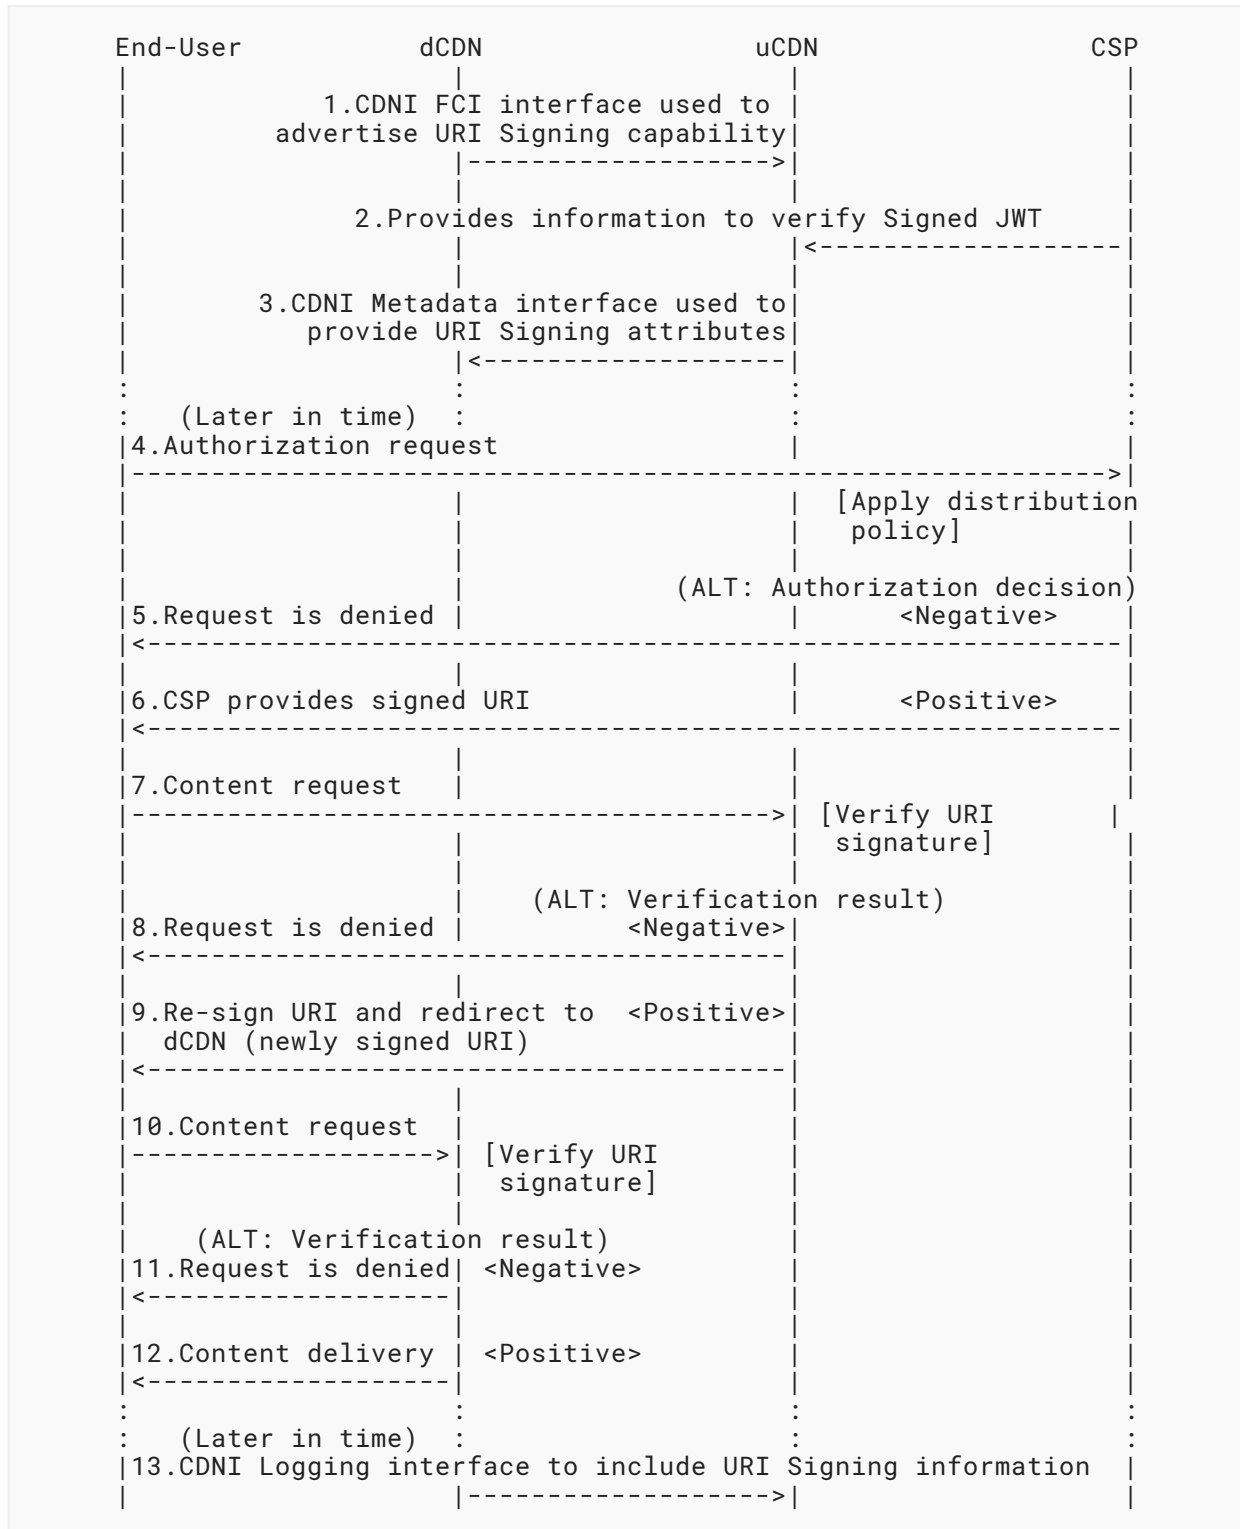 End-User dCDN uCDN CSP
1.CDNI FCI interface used to
advertise URI Signing capability
2.Provides information to verify Signed JWT
3.CDNI Metadata interface used to
provide URI Signing attributes
(Later in time)
4.Authorization request
[Apply distribution
policy]
(ALT: Authorization decision)
5.Request is denied <Negative>
6.CSP provides signed URI <Positive>
7.Content request
[Verify URI
signature]
(ALT: Verification result)
8.Request is denied <Negative>
9.Re-sign URI and redirect to <Positive>
dCDN (newly signed URI)
10.Content request
[Verify URI
signature]
(ALT: Verification result)
11.Request is denied <Negative>
12.Content delivery <Positive>
(Later in time)
13.CDNI Logging interface to include URI Signing information